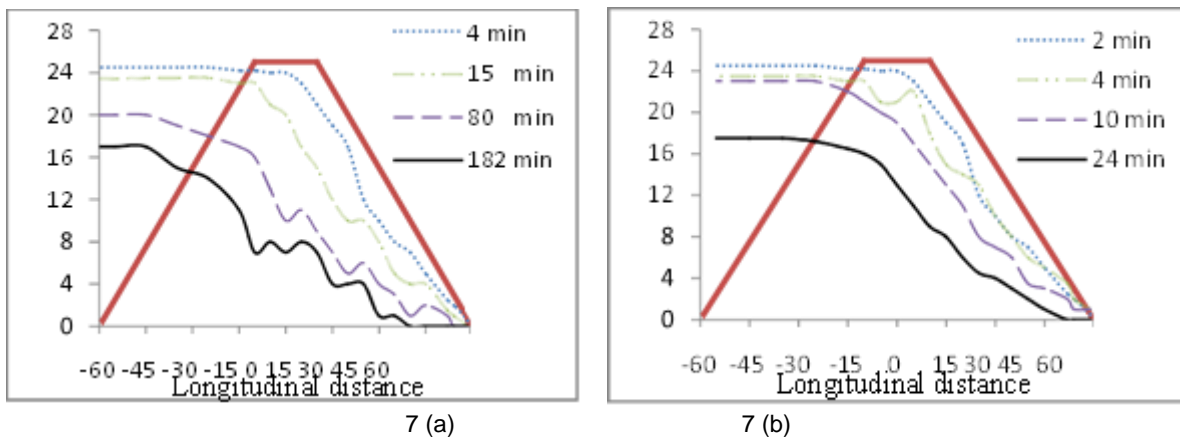 28
24
20
16
12
8
4
0
4 min
15 min
80 min
182 min
-60 -45 -30 -15 0 15 30 45 60
Longitudinal distance
7 (a)
28
24
20
16
12
8
4
0
2 min
4 min
10 min
24 min
-60 -45 -30 -15 0 15 30 45 60
Longitudinal distance
7 (b)